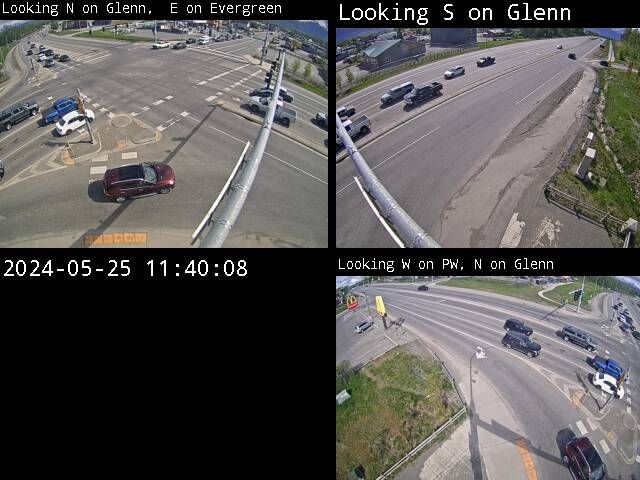 Looking N on Glenn, E on Evergreen
Looking S on Glenn
2024-05-25 11:40:08
Looking W on PW, N on Glenn